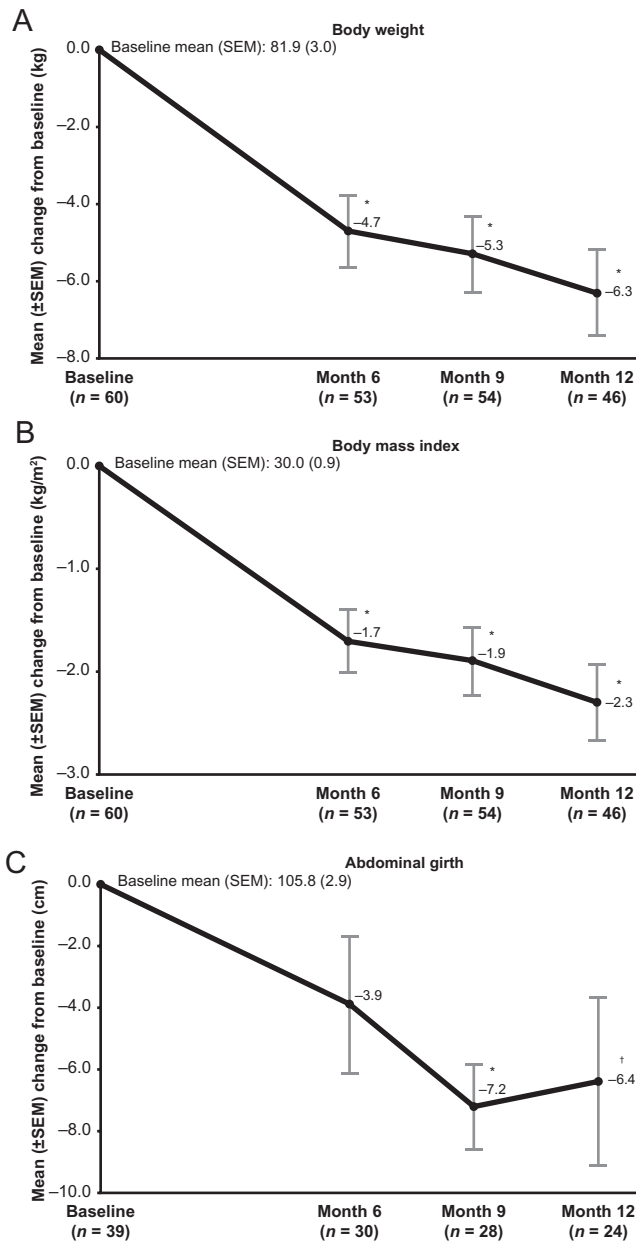 A
Body weight
Mean (±SEM) change from baseline (kg)
0.0
Baseline mean (SEM): 81.9 (3.0)
–2.0
–4.0
–6.0
–8.0
*
–4.7
*
–5.3
*
–6.3
Baseline Month 6 Month 9 Month 12
(n = 60) (n = 53) (n = 54) (n = 46)
B
Body mass index
Mean (±SEM) change from baseline (kg/m²)
0.0
Baseline mean (SEM): 30.0 (0.9)
–1.0
–2.0
–3.0
*
–1.7
*
–1.9
*
–2.3
Baseline Month 6 Month 9 Month 12
(n = 60) (n = 53) (n = 54) (n = 46)
C
Abdominal girth
Mean (±SEM) change from baseline (cm)
0.0
Baseline mean (SEM): 105.8 (2.9)
–2.0
–4.0
–6.0
–8.0
–10.0
–3.9
*
–7.2
†
–6.4
Baseline Month 6 Month 9 Month 12
(n = 39) (n = 30) (n = 28) (n = 24)